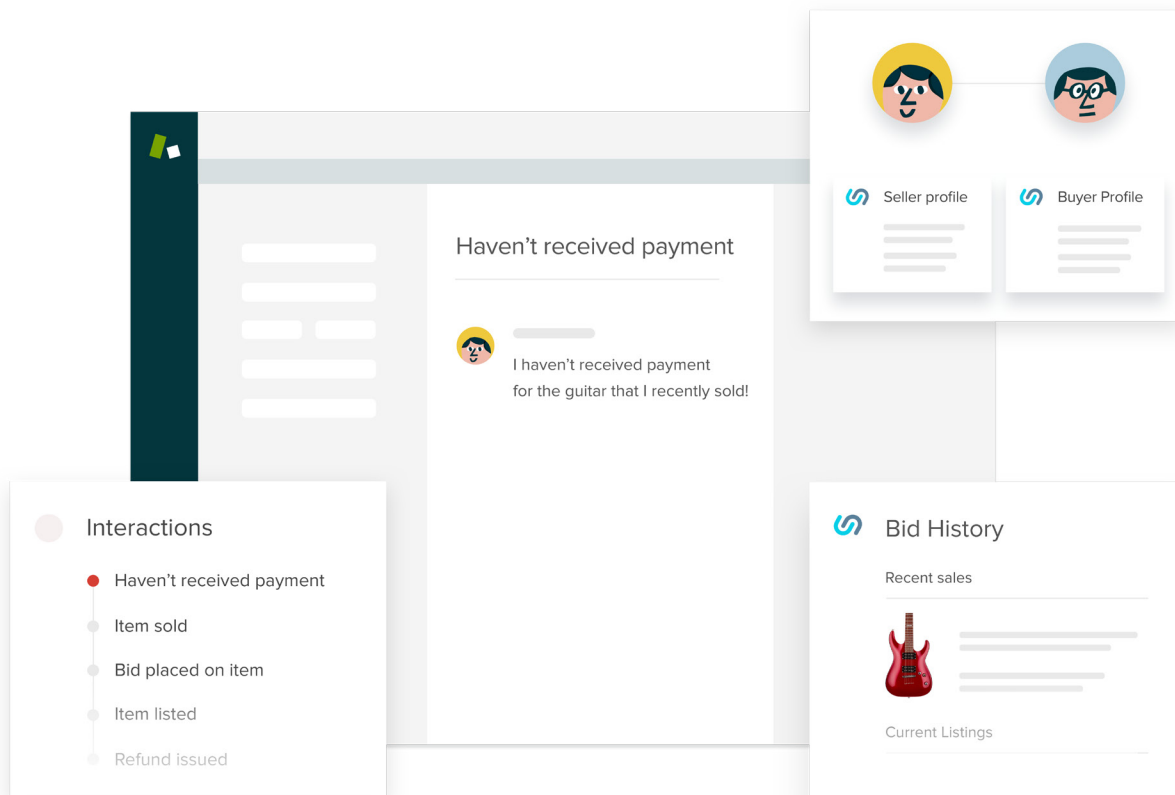 Seller profile
Buyer Profile
Haven’t received payment
I haven’t received payment
for the guitar that I recently sold!
Interactions
Haven’t received payment
Item sold
Bid placed on item
Item listed
Refund issued
Bid History
Recent sales
Current Listings